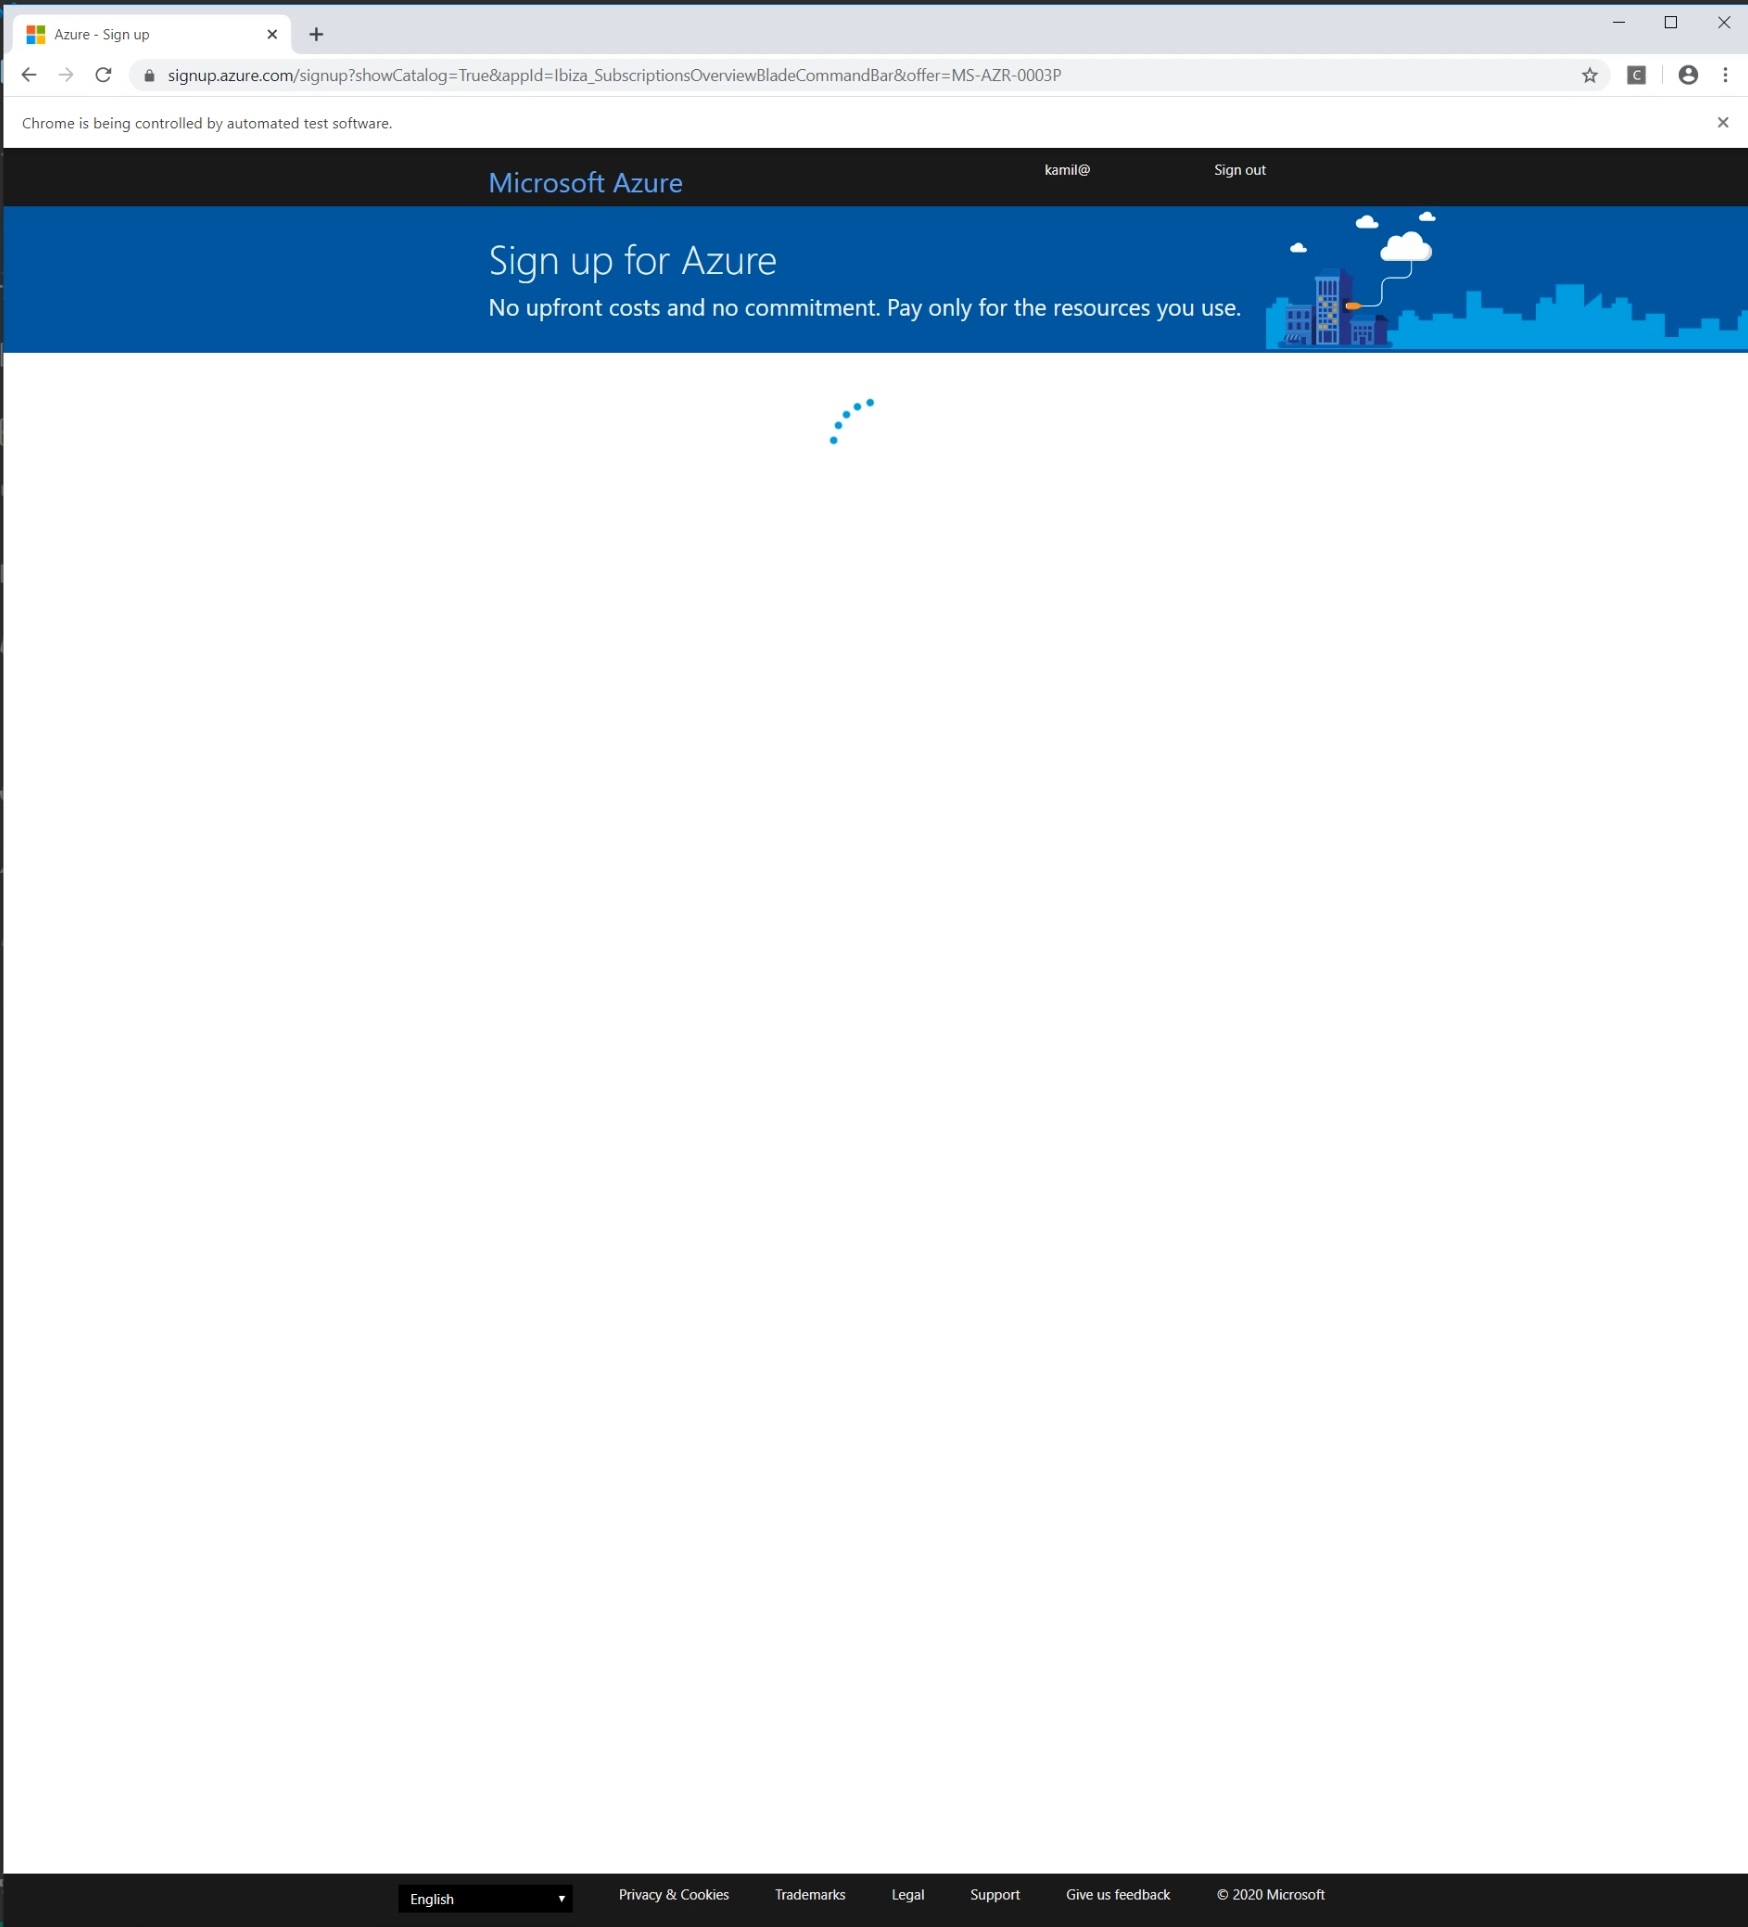 Azure - Sign up
signup.azure.com/signup?showCatalog=True&appId=Ibiza_SubscriptionsOverviewBladeCommandBar&offer=MS-AZR-0003P
C
Chrome is being controlled by automated test software.
Microsoft Azure
kamil@
Sign out
Sign up for Azure
No upfront costs and no commitment. Pay only for the resources you use.
English
Privacy & Cookies
Trademarks
Legal
Support
Give us feedback
© 2020 Microsoft